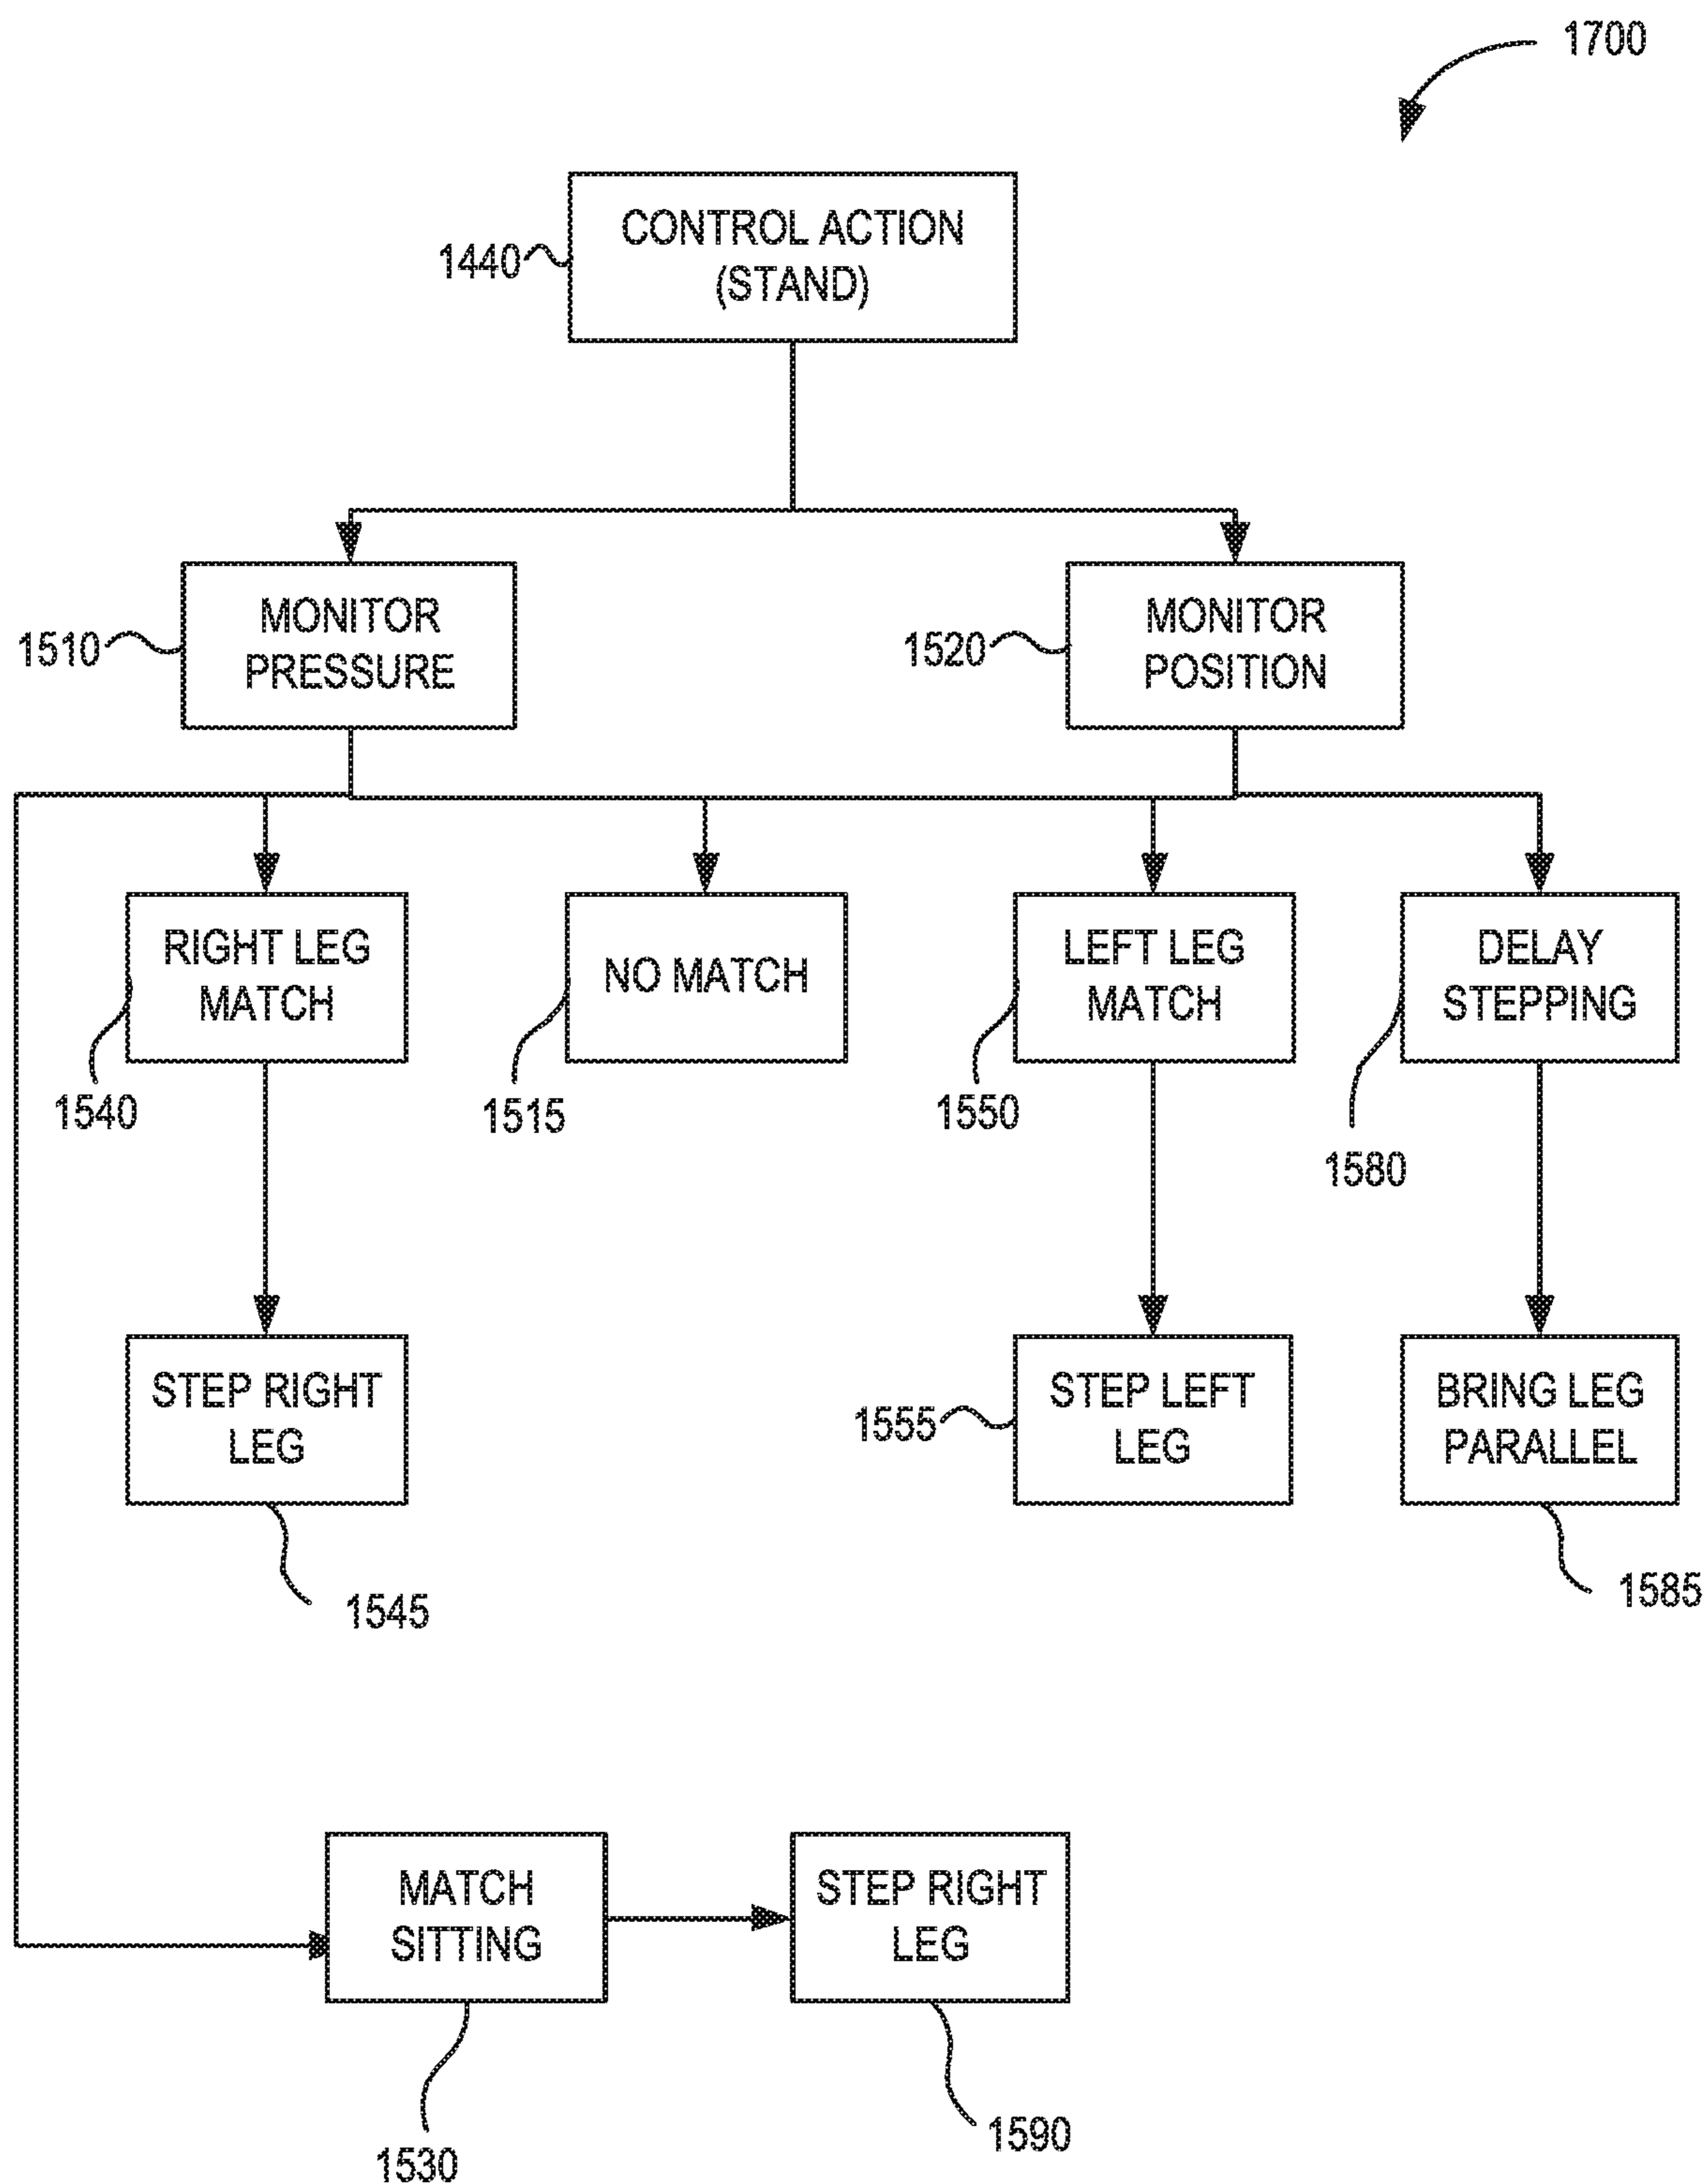 1700
CONTROL ACTION
(STAND)
1440
MONITOR
PRESSURE
1510
MONITOR
POSITION
1520
RIGHT LEG
MATCH
NO MATCH
LEFT LEG
MATCH
DELAY
STEPPING
1540
1515
1550
1580
STEP RIGHT
LEG
STEP LEFT
LEG
1555
BRING LEG
PARALLEL
1545
1585
MATCH
SITTING
STEP RIGHT
LEG
1530
1590